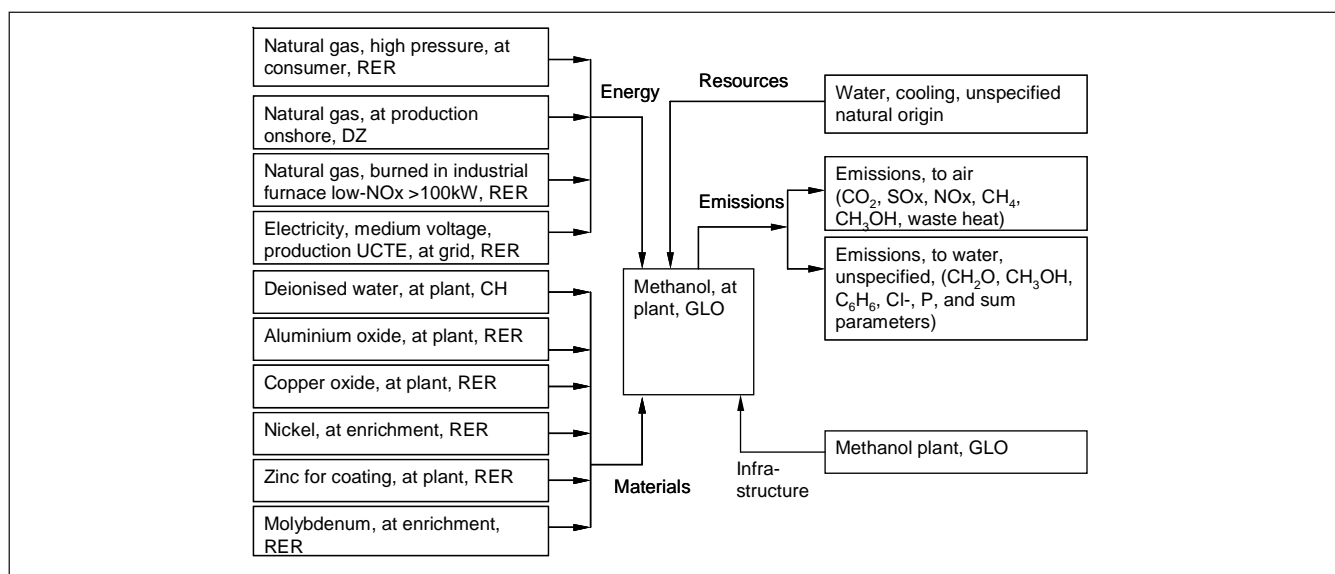 Natural gas, high pressure, at
consumer, RER
Natural gas, at production
onshore, DZ
Natural gas, burned in industrial
furnace low-NOx >100kW, RER
Electricity, medium voltage,
production UCTE, at grid, RER
Deionised water, at plant, CH
Aluminium oxide, at plant, RER
Copper oxide, at plant, RER
Nickel, at enrichment, RER
Zinc for coating, at plant, RER
Molybdenum, at enrichment,
RER
Energy
Materials
Resources
Emissions
Methanol, at
plant, GLO
Infra-
structure
Water, cooling, unspecified
natural origin
Emissions, to air
(CO₂, SOx, NOx, CH₄,
CH₃OH, waste heat)
Emissions, to water,
unspecified, (CH₂O, CH₃OH,
C₆H₆, Cl-, P, and sum
parameters)
Methanol plant, GLO